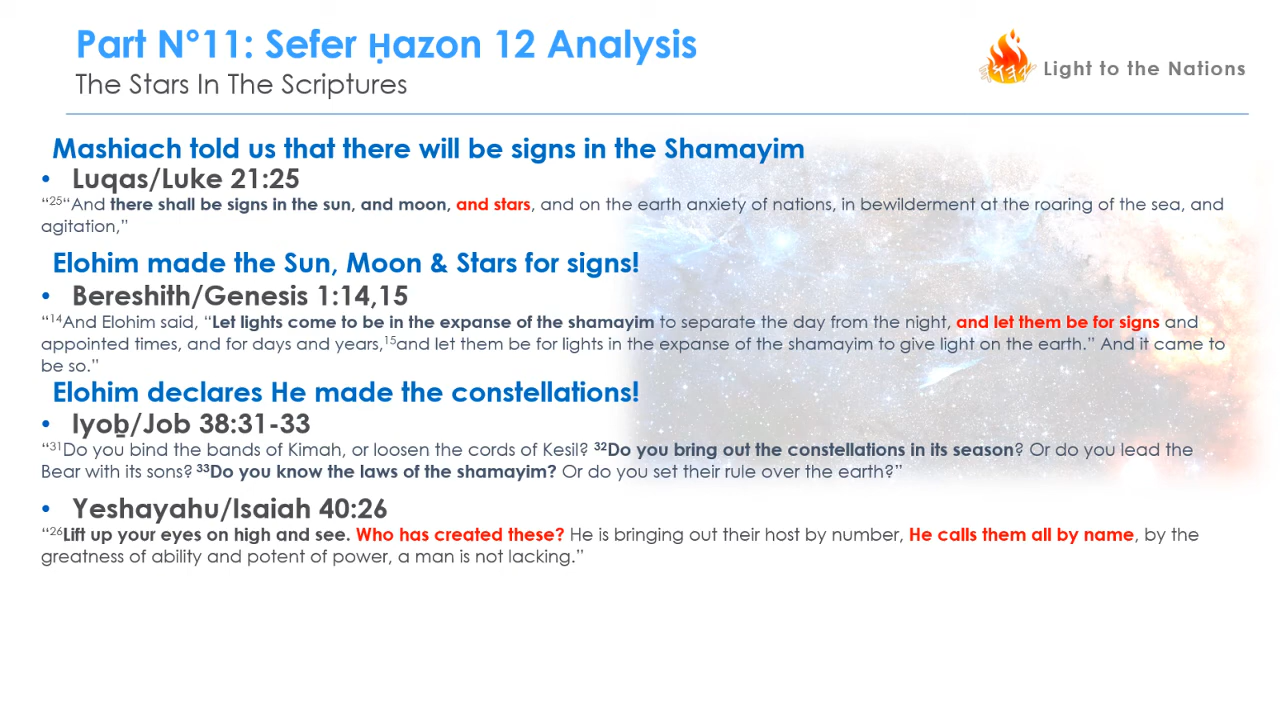 Part N°11: Sefer Ḥazon 12 Analysis
The Stars In The Scriptures
Light to the Nations
Mashiach told us that there will be signs in the Shamayim
• Luqas/Luke 21:25
“²⁵“And there shall be signs in the sun, and moon, and stars, and on the earth anxiety of nations, in bewilderment at the roaring of the sea, and
agitation,”
Elohim made the Sun, Moon & Stars for signs!
• Bereshith/Genesis 1:14,15
“¹⁴And Elohim said, “Let lights come to be in the expanse of the shamayim to separate the day from the night, and let them be for signs and
appointed times, and for days and years,¹⁵and let them be for lights in the expanse of the shamayim to give light on the earth.” And it came to
be so.”
Elohim declares He made the constellations!
• Iyoḇ/Job 38:31-33
“³¹Do you bind the bands of Kimah, or loosen the cords of Kesil? ³²Do you bring out the constellations in its season? Or do you lead the
Bear with its sons? ³³Do you know the laws of the shamayim? Or do you set their rule over the earth?”
• Yeshayahu/Isaiah 40:26
“²⁶Lift up your eyes on high and see. Who has created these? He is bringing out their host by number, He calls them all by name, by the
greatness of ability and potent of power, a man is not lacking.”